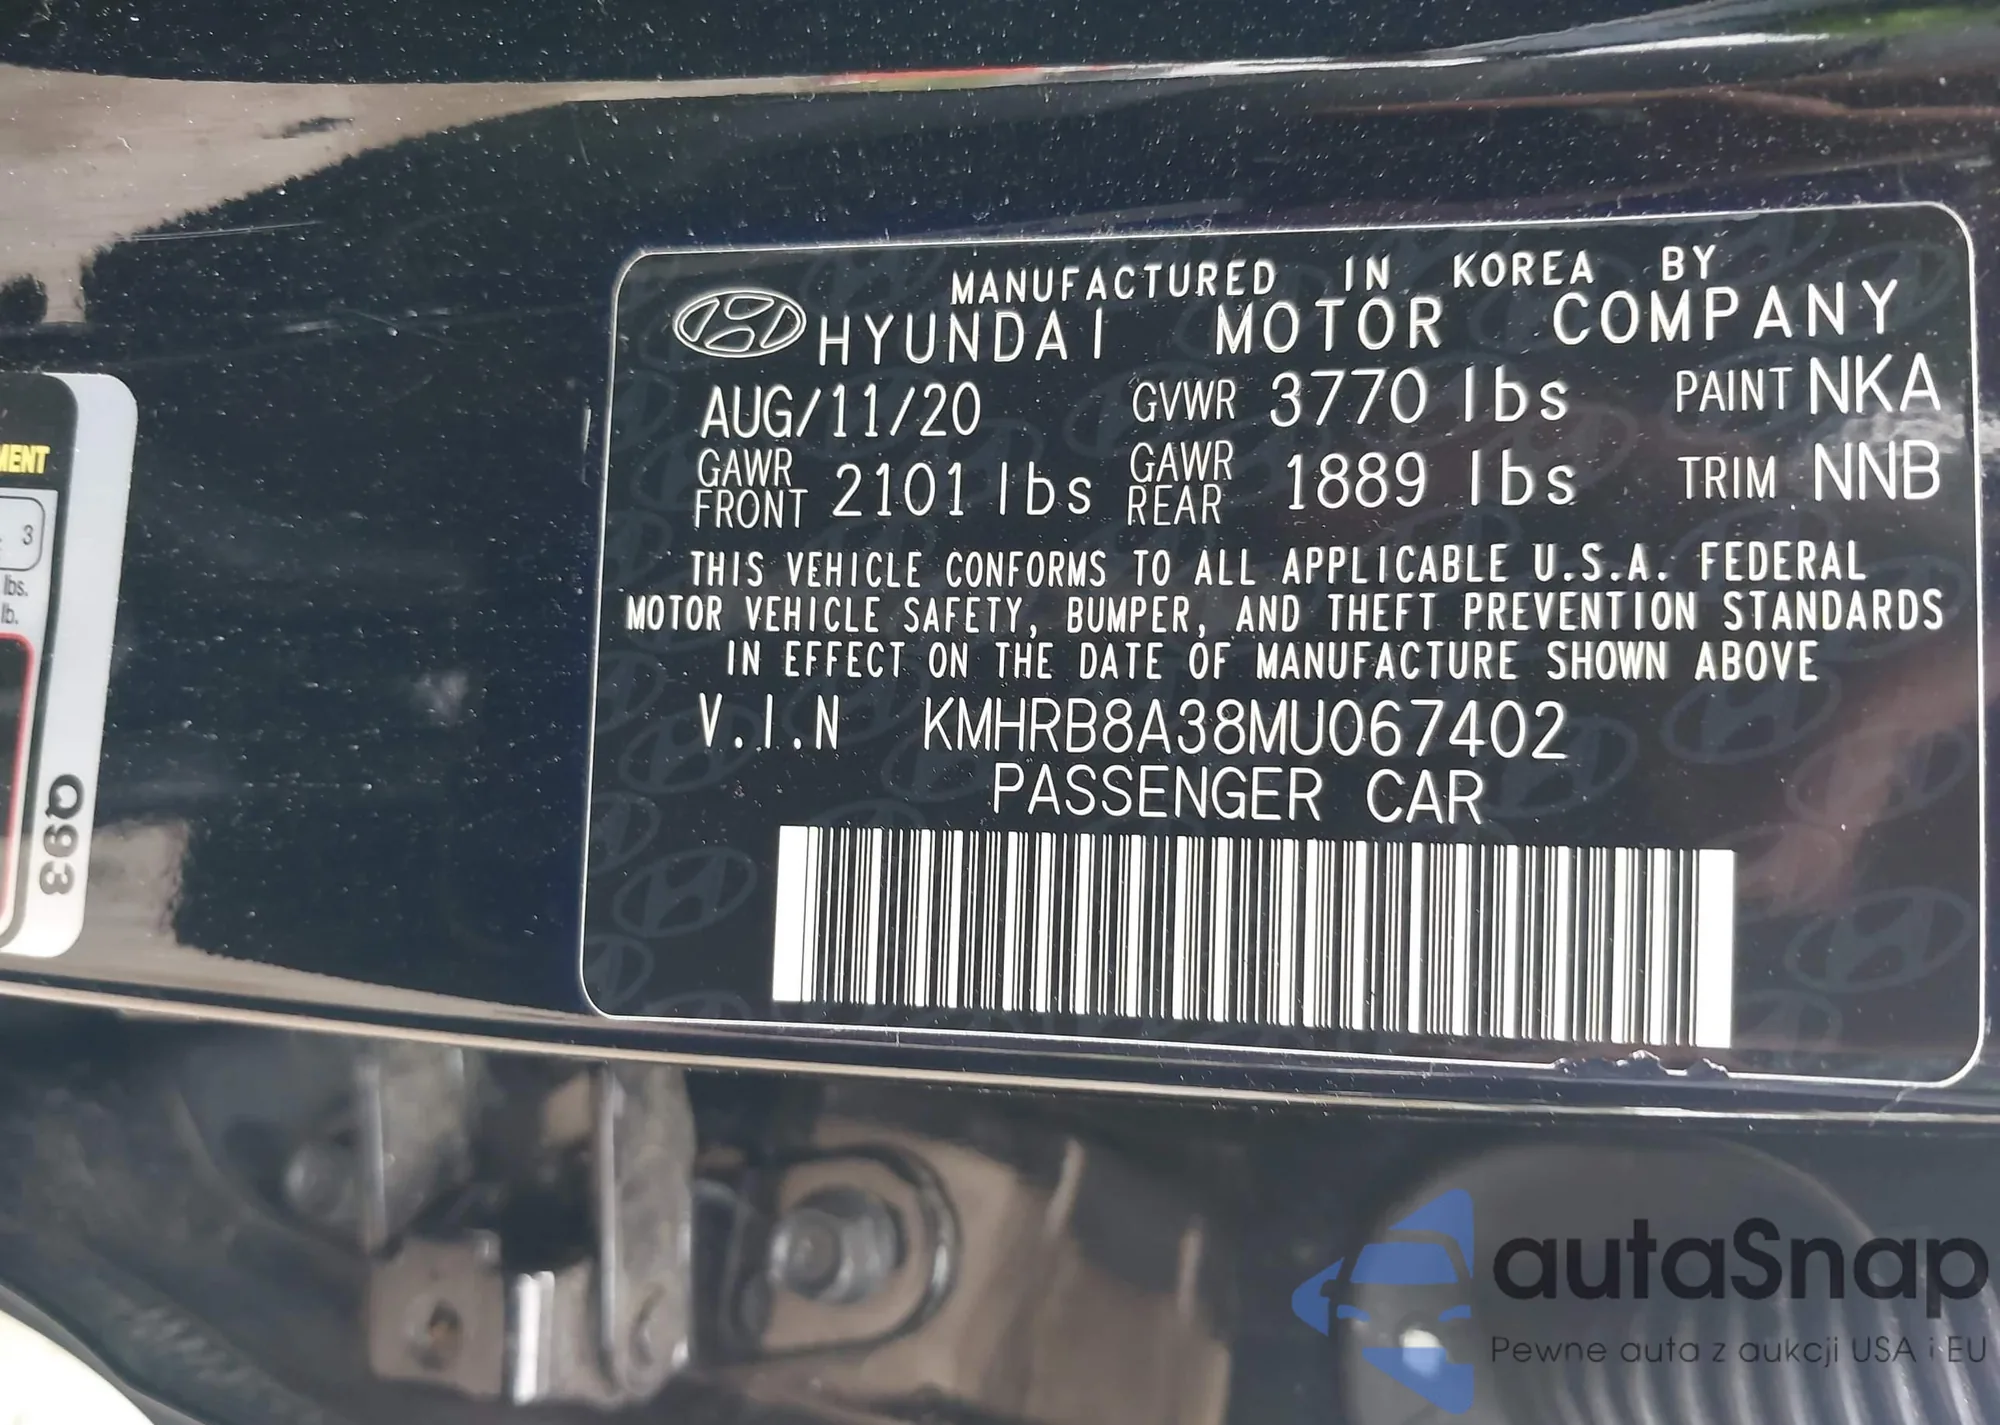 MANUFACTURED IN KOREA BY
HYUNDAI MOTOR COMPANY
AUG/11/20 GVWR 3770 lbs PAINT NKA
GAWR FRONT 2101 lbs GAWR REAR 1889 lbs TRIM NNB
THIS VEHICLE CONFORMS TO ALL APPLICABLE U.S.A. FEDERAL
MOTOR VEHICLE SAFETY, BUMPER, AND THEFT PREVENTION STANDARDS
IN EFFECT ON THE DATE OF MANUFACTURE SHOWN ABOVE
V.I.N KMHRB8A38MU067402
PASSENGER CAR
3
lbs.
lb.
Q93
autaSnap
Pewne auta z aukcji USA i EU